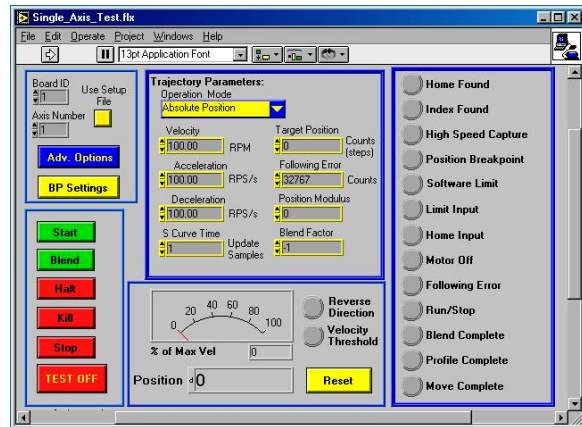 Single_Axis_Test.flx
File Edit Operate Project Windows Help
13pt Application Font
Board ID
1
Use Setup
File
Axis Number
1
Adv. Options
BP Settings
Start
Blend
Halt
Kill
Stop
TEST OFF
Trajectory Parameters:
Operation Mode
Absolute Position
Velocity
100.00 RPM
Acceleration
100.00 RPS/s
Deceleration
100.00 RPS/s
S Curve Time
1 Update
Samples
Target Position
0 Counts
(steps)
Following Error
32767 Counts
Position Modulus
0
Blend Factor
-1
0 20 40 60 80 100
% of Max Vel 0
Reverse
Direction
Velocity
Threshold
Position d 0
Reset
Home Found
Index Found
High Speed Capture
Position Breakpoint
Software Limit
Limit Input
Home Input
Motor Off
Following Error
Run/Stop
Blend Complete
Profile Complete
Move Complete